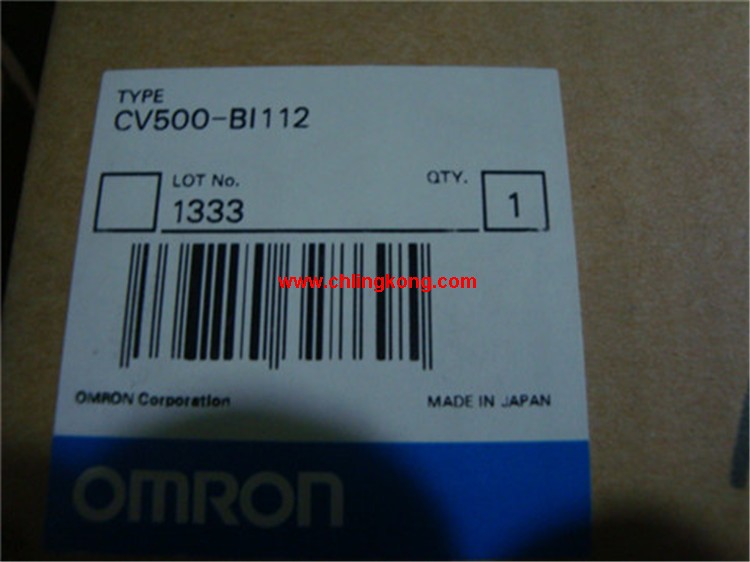 TYPE
CV500-BI112
LOT No.
QTY.
1333
1
www.chlingkong.com
OMRON Corporation
MADE IN JAPAN
OMRON